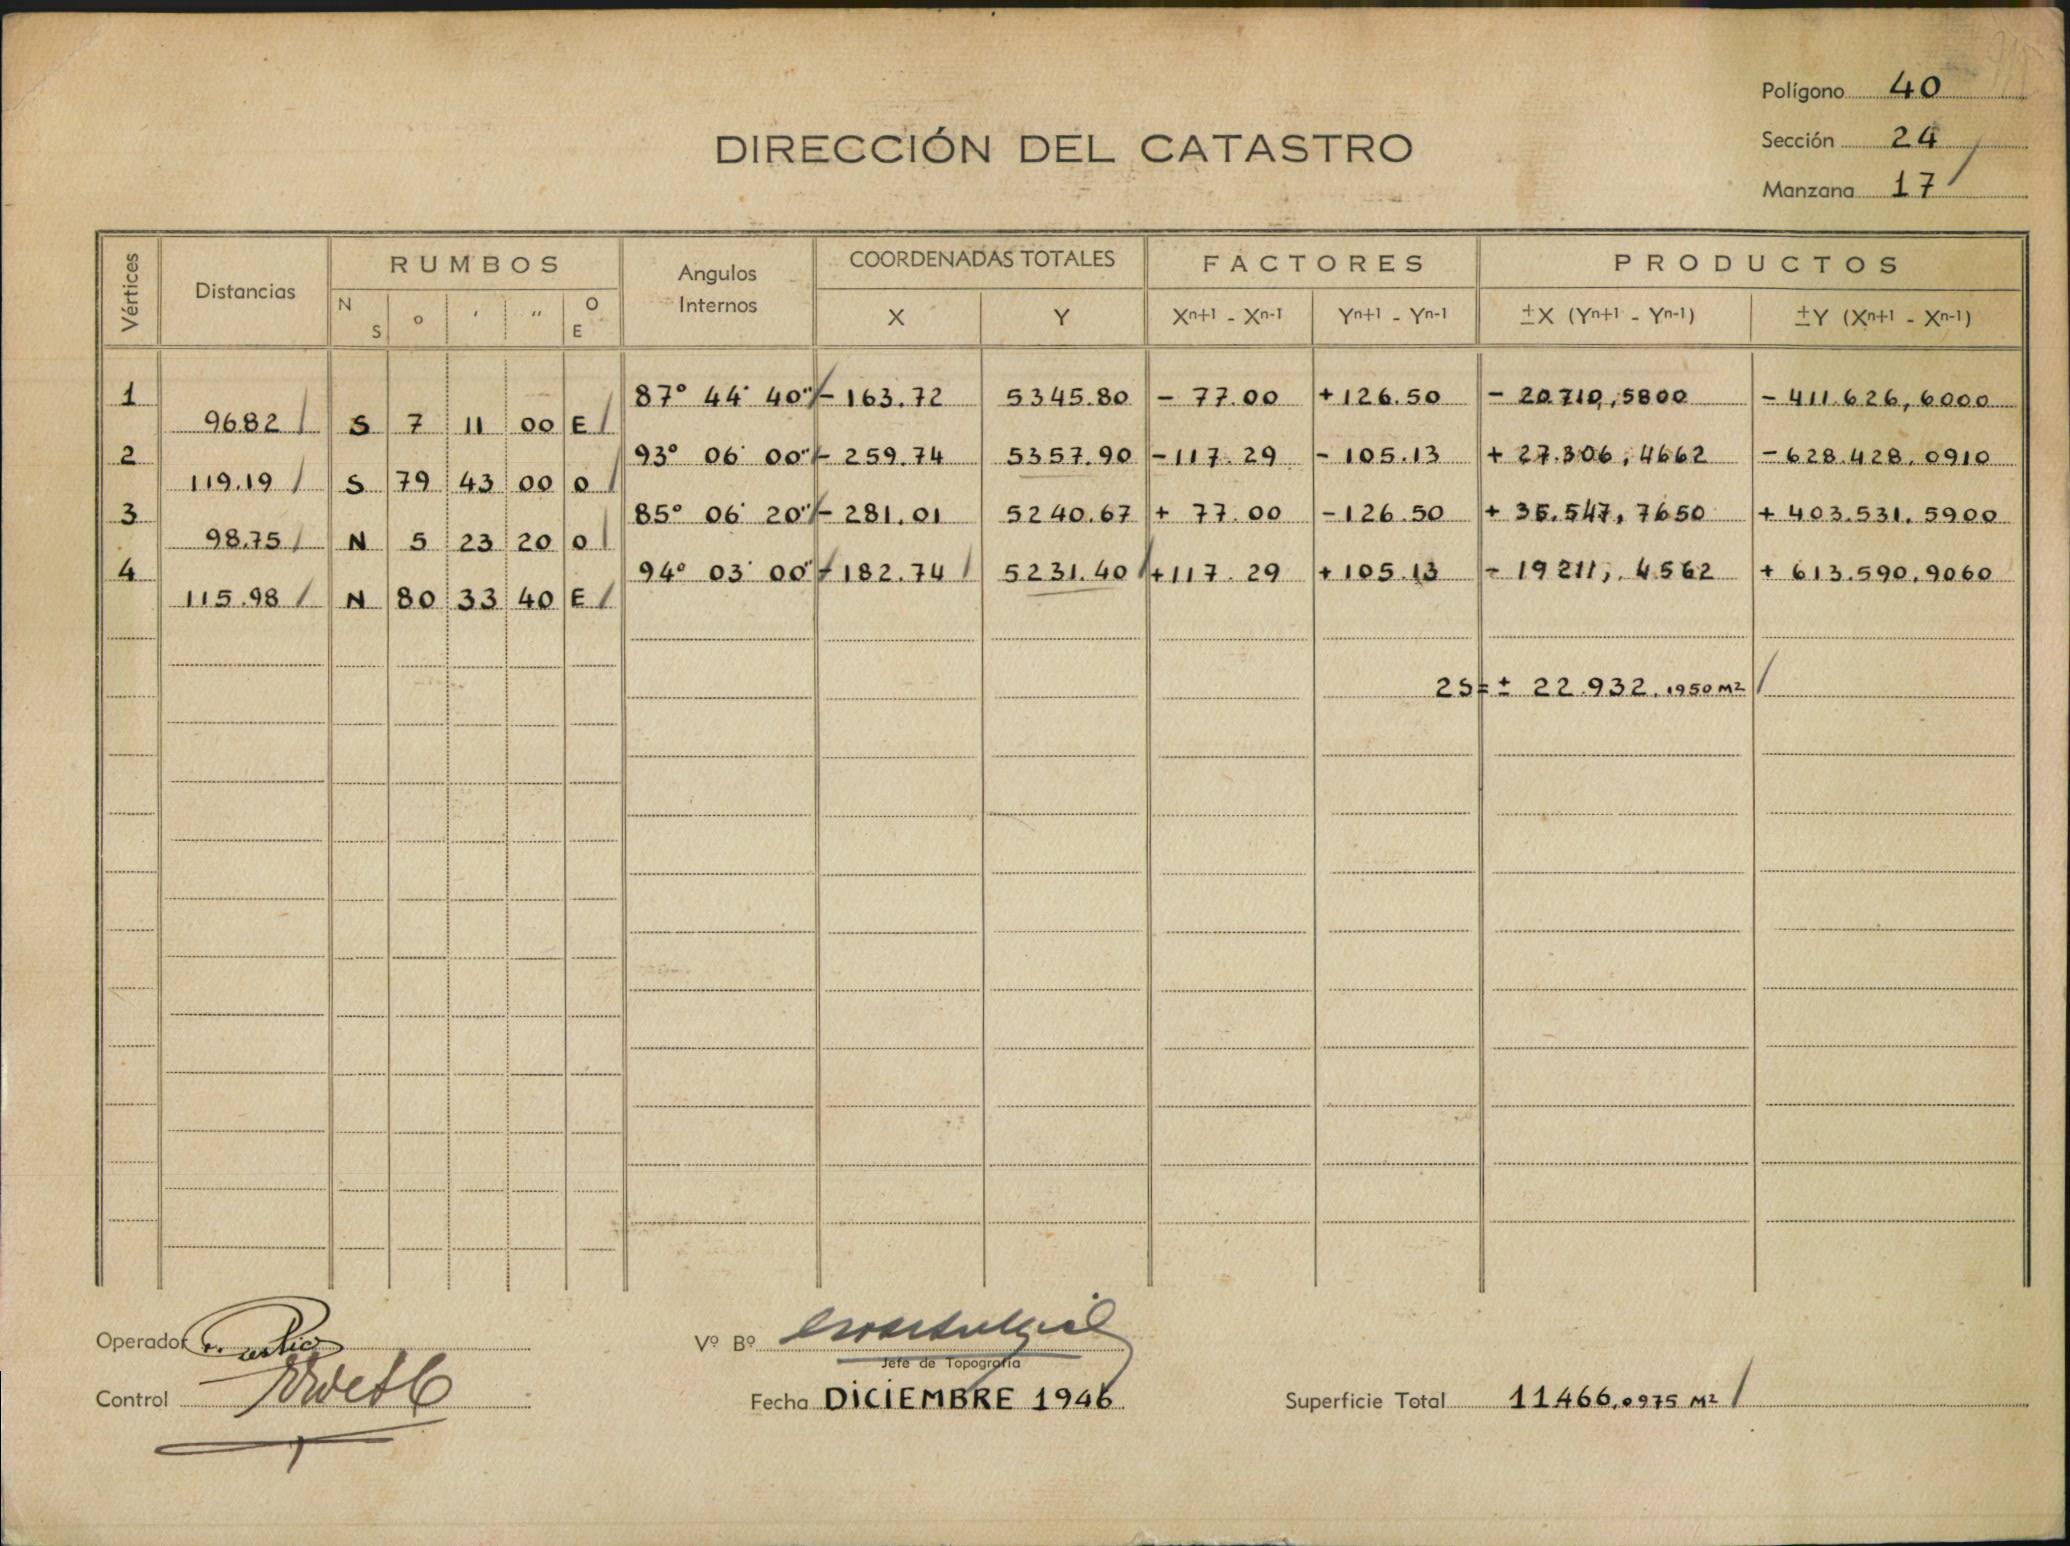 Polígono 40
DIRECCIÓN DEL CATASTRO
Sección 24
Manzana 17
Vértices Distancias RUMBOS N S o ' " O E Angulos Internos COORDENADAS TOTALES X Y FACTORES Xn+1 - Xn-1 Yn+1 - Yn-1 PRODUCTOS ±X (Yn+1 - Yn-1) ±Y (Xn+1 - Xn-1)
1 87° 44' 40" - 163.72 5345.80 - 77.00 +126.50 - 20710,5800 - 411.626,6000
96.82 S 7 11 00 E
2 93° 06' 00" - 259.74 5357.90 -117.29 - 105.13 + 27.306,4662 - 628.428,0910
119.19 S 79 43 00 O
3 85° 06' 20" - 281.01 5240.67 + 77.00 -126.50 + 35.547,7650 + 403.531,5900
98.75 N 5 23 20 O
4 94° 03' 00" - 182.74 5231.40 +117.29 +105.13 - 19211,4562 + 613.590,9060
115.98 N 80 33 40 E
2S= ± 22.932,1950 M2
Operador
Vº Bº
Jefe de Topografía
Control
Fecha DICIEMBRE 1946
Superficie Total 11466,0975 M2